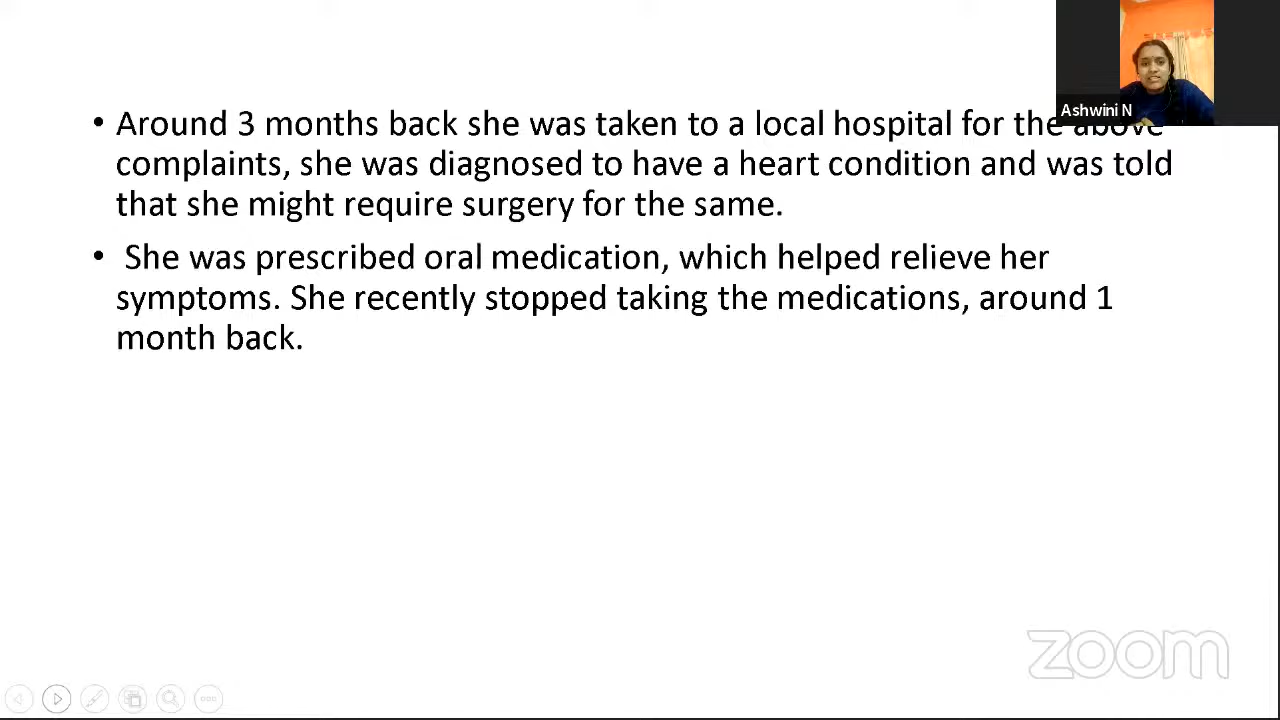 Ashwini N
• Around 3 months back she was taken to a local hospital for the above
complaints, she was diagnosed to have a heart condition and was told
that she might require surgery for the same.
• She was prescribed oral medication, which helped relieve her
symptoms. She recently stopped taking the medications, around 1
month back.
zoom